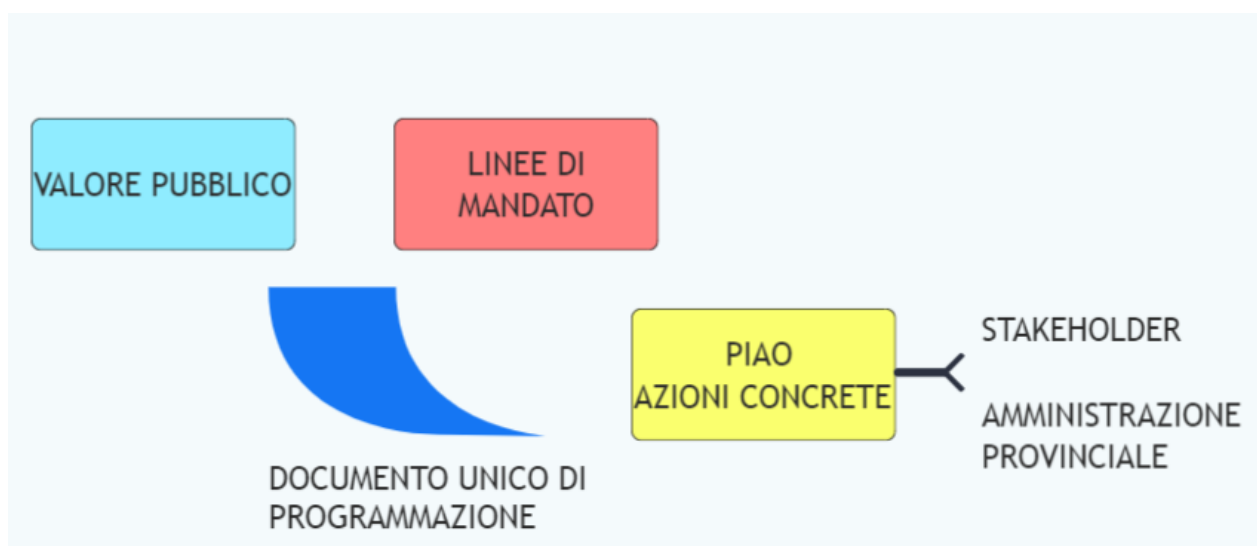 VALORE PUBBLICO
LINEE DI
MANDATO
PIAO
AZIONI CONCRETE
STAKEHOLDER
AMMINISTRAZIONE
PROVINCIALE
DOCUMENTO UNICO DI
PROGRAMMAZIONE